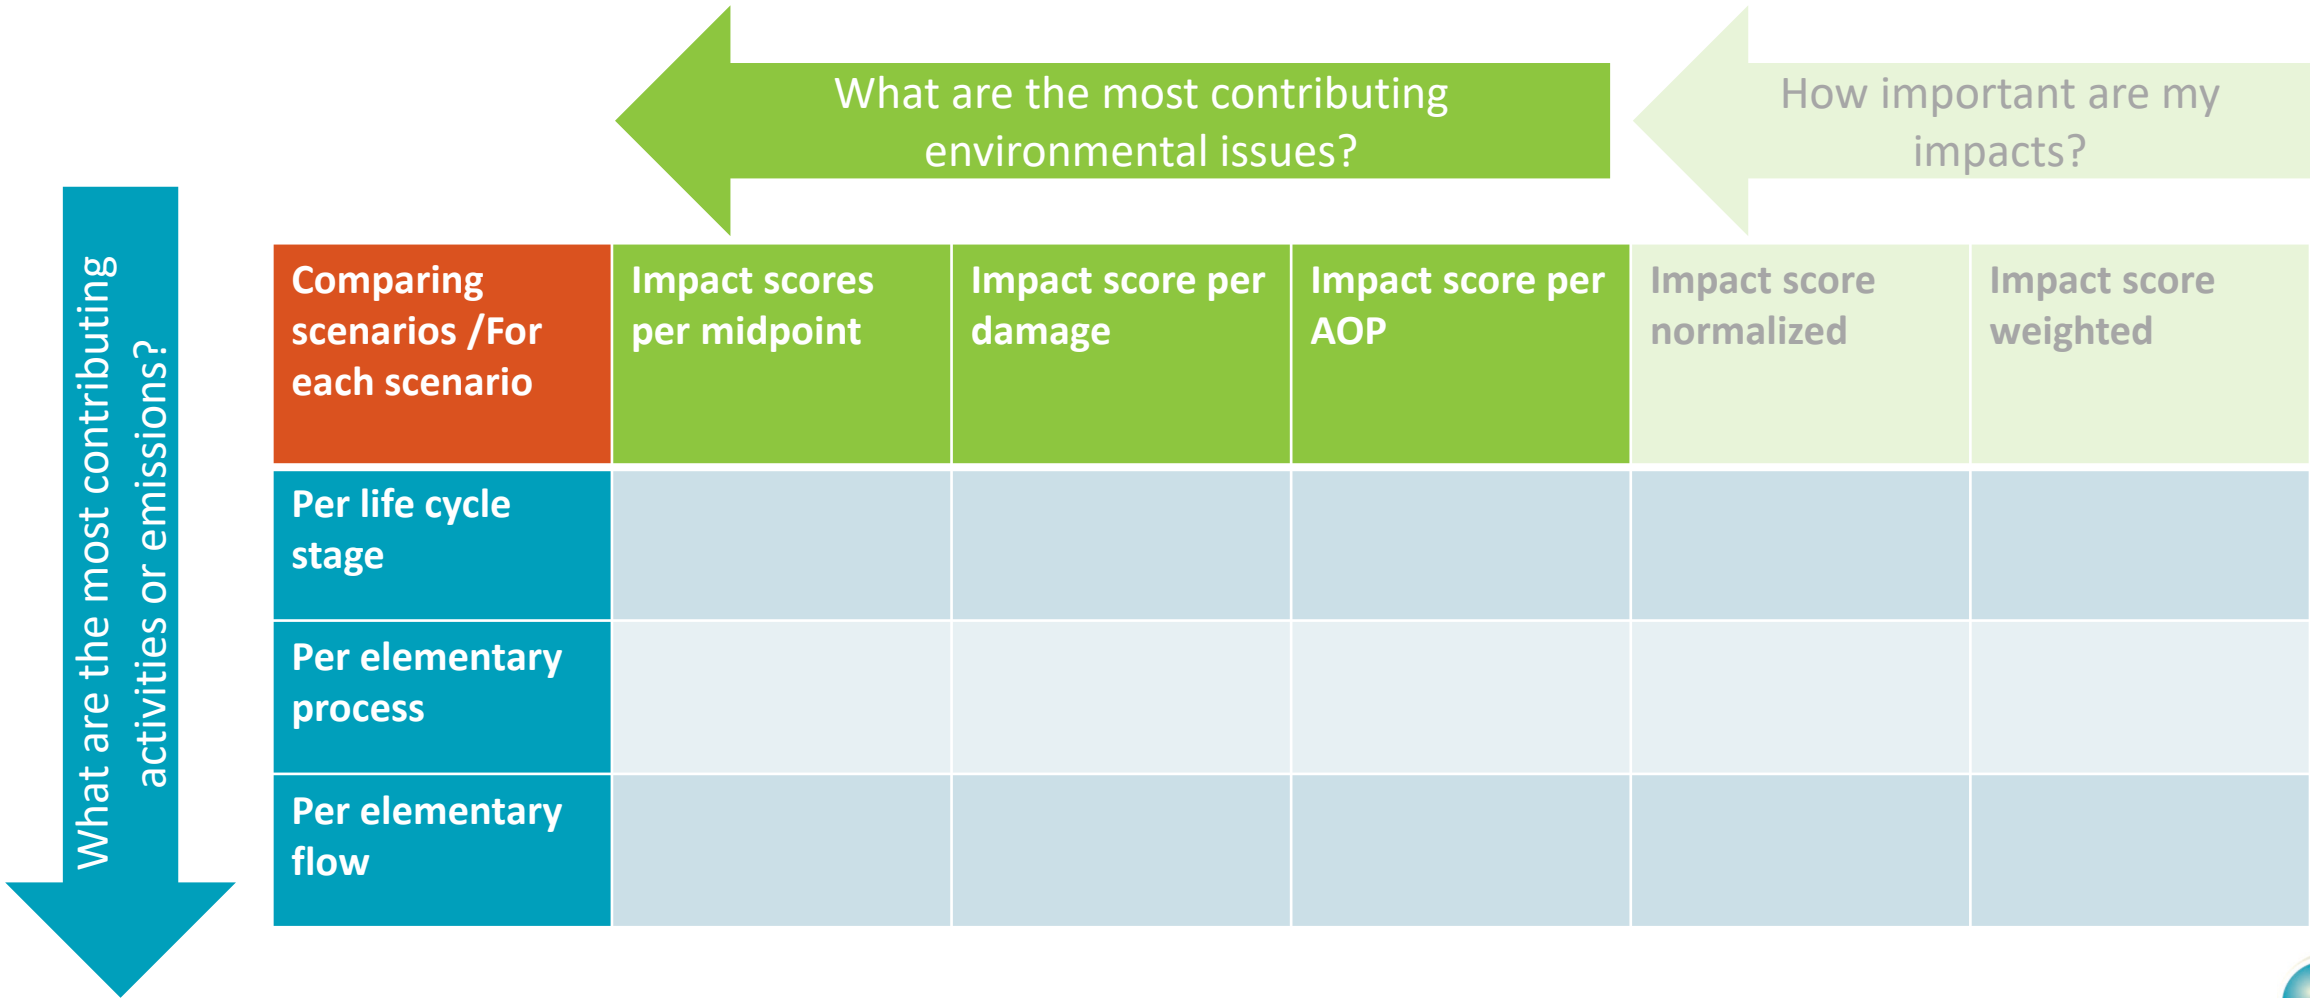 What are the most contributing
environmental issues?
How important are my
impacts?
What are the most contributing
activities or emissions?
Comparing
scenarios /For
each scenario
Impact scores
per midpoint
Impact score per
damage
Impact score per
AOP
Impact score
normalized
Impact score
weighted
Per life cycle
stage
Per elementary
process
Per elementary
flow